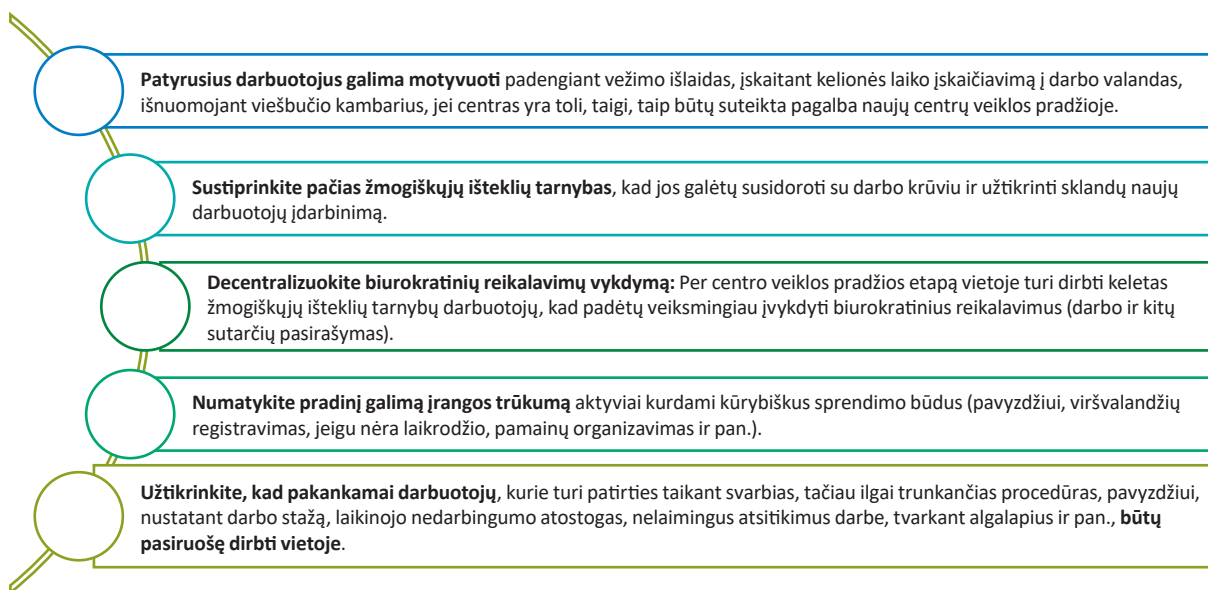 Patyrusius darbuotojus galima motyvuoti padengiant vežimo išlaidas, įskaitant kelionės laiko įskaičiavimą į darbo valandas,
išnuomojant viešbučio kambarius, jei centras yra toli, taigi, taip būtų suteikta pagalba naujų centrų veiklos pradžioje.
Sustiprinkite pačias žmogiškųjų išteklių tarnybas, kad jos galėtų susidoroti su darbo krūviu ir užtikrinti sklandų naujų
darbuotojų įdarbinimą.
Decentralizuokite biurokratinių reikalavimų vykdymą: Per centro veiklos pradžios etapą vietoje turi dirbti keletas
žmogiškųjų išteklių tarnybų darbuotojų, kad padėtų veiksmingiau įvykdyti biurokratinius reikalavimus (darbo ir kitų
sutarčių pasirašymas).
Numatykite pradinį galimą įrangos trūkumą aktyviai kurdami kūrybiškus sprendimo būdus (pavyzdžiui, viršvalandžių
registravimas, jeigu nėra laikrodžio, pamainų organizavimas ir pan.).
Užtikrinkite, kad pakankamai darbuotojų, kurie turi patirties taikant svarbias, tačiau ilgai trunkančias procedūras, pavyzdžiui,
nustatant darbo stažą, laikinojo nedarbingumo atostogas, nelaimingus atsitikimus darbe, tvarkant algalapius ir pan., būtų
pasiruošę dirbti vietoje.